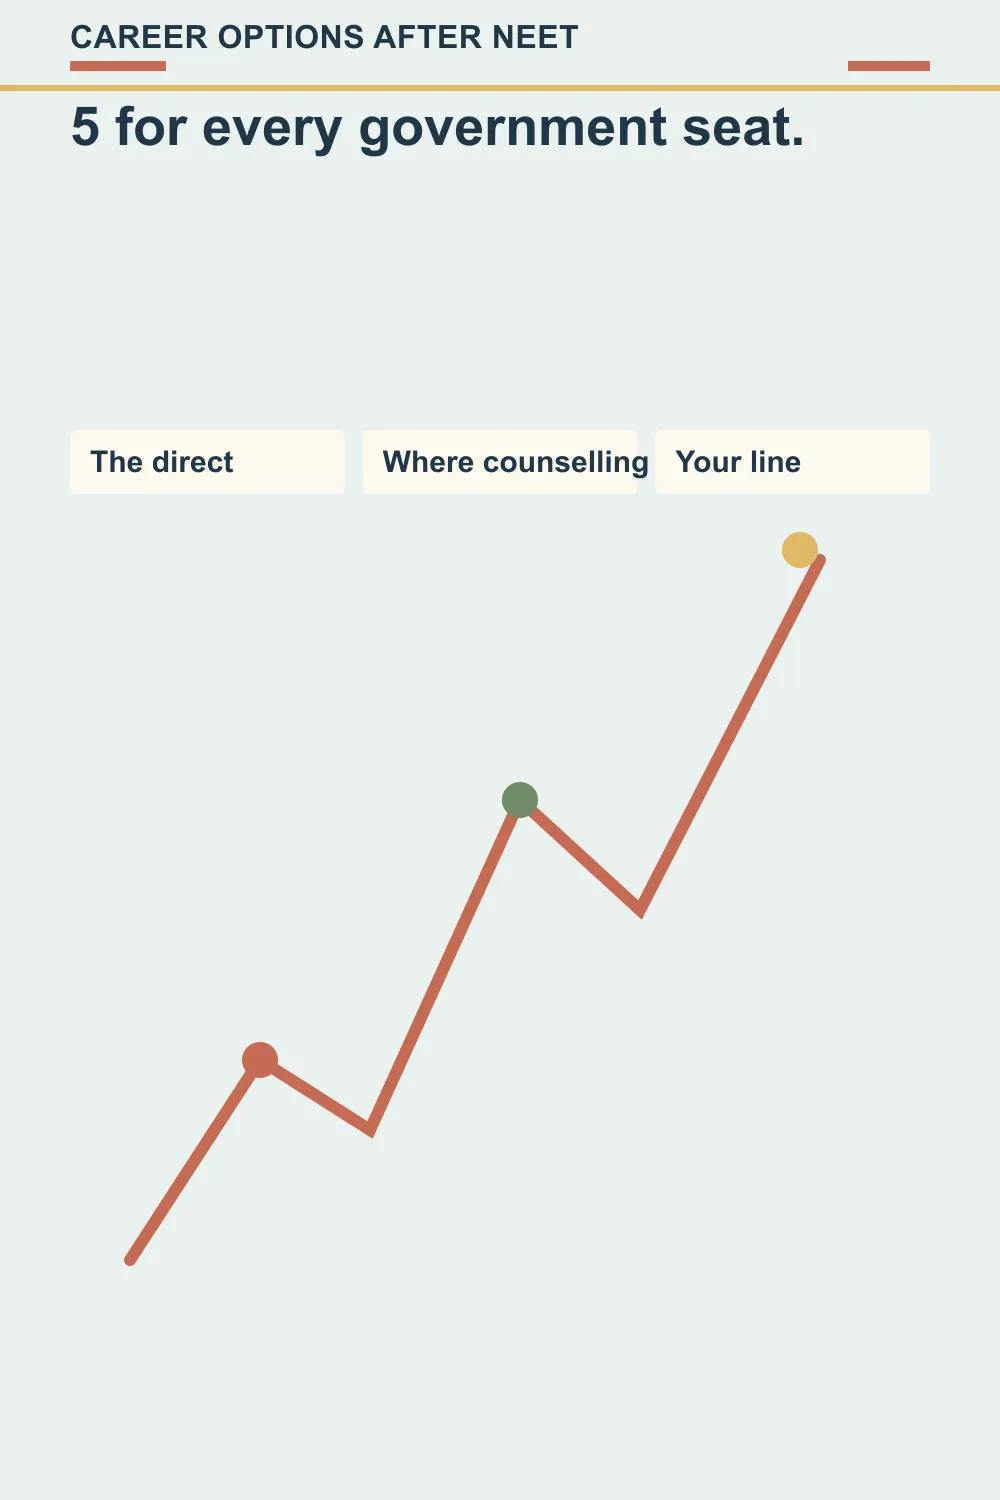 CAREER OPTIONS AFTER NEET
5 for every government seat.
The direct
Where counselling
Your line